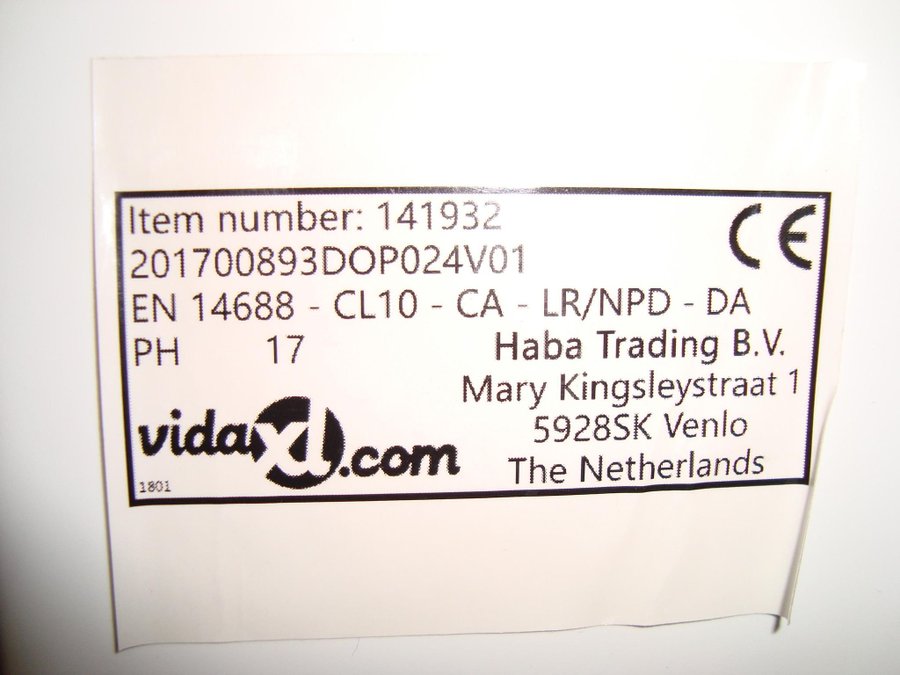 Item number: 141932
CE
201700893DOP024V01
EN 14688 - CL10 - CA - LR/NPD - DA
PH 17
Haba Trading B.V.
Mary Kingsleystraat 1
5928SK Venlo
The Netherlands
vidaXL.com
1801